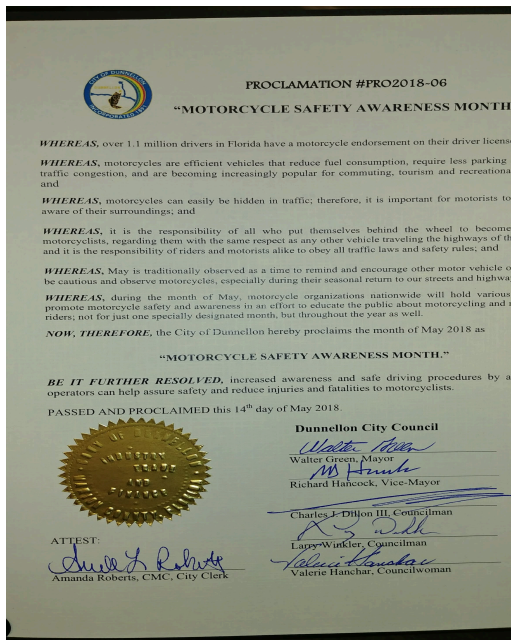 CITY OF DUNNELLON
PROCLAMATION #PRO2018-06
“MOTORCYCLE SAFETY AWARENESS MONTH
WHEREAS, over 1.1 million drivers in Florida have a motorcycle endorsement on their driver licens
WHEREAS, motorcycles are efficient vehicles that reduce fuel consumption, require less parking
traffic congestion, and are becoming increasingly popular for commuting, tourism and recreationa
and
WHEREAS, motorcycles can easily be hidden in traffic; therefore, it is important for motorists to
aware of their surroundings; and
WHEREAS, it is the responsibility of all who put themselves behind the wheel to become
motorcyclists, regarding them with the same respect as any other vehicle traveling the highways of th
and it is the responsibility of riders and motorists alike to obey all traffic laws and safety rules; and
WHEREAS, May is traditionally observed as a time to remind and encourage other motor vehicle o
be cautious and observe motorcycles, especially during their seasonal return to our streets and highwa
WHEREAS, during the month of May, motorcycle organizations nationwide will hold various
promote motorcycle safety and awareness in an effort to educate the public about motorcycling and
riders; not for just one specially designated month, but throughout the year as well.
NOW, THEREFORE, the City of Dunnellon hereby proclaims the month of May 2018 as
“MOTORCYCLE SAFETY AWARENESS MONTH.”
BE IT FURTHER RESOLVED, increased awareness and safe driving procedures by a
operators can help assure safety and reduce injuries and fatalities to motorcyclists.
PASSED AND PROCLAIMED this 14th day of May 2018.
Dunnellon City Council
Walter Green
Walter Green, Mayor
Richard Hancock, Vice-Mayor
Charles J. Dillon III, Councilman
Larry Winkler, Councilman
Valerie Hanchar
Valerie Hanchar, Councilwoman
INDUSTRY
TRADE
AND
ATTEST:
Amanda Roberts, CMC, City Clerk